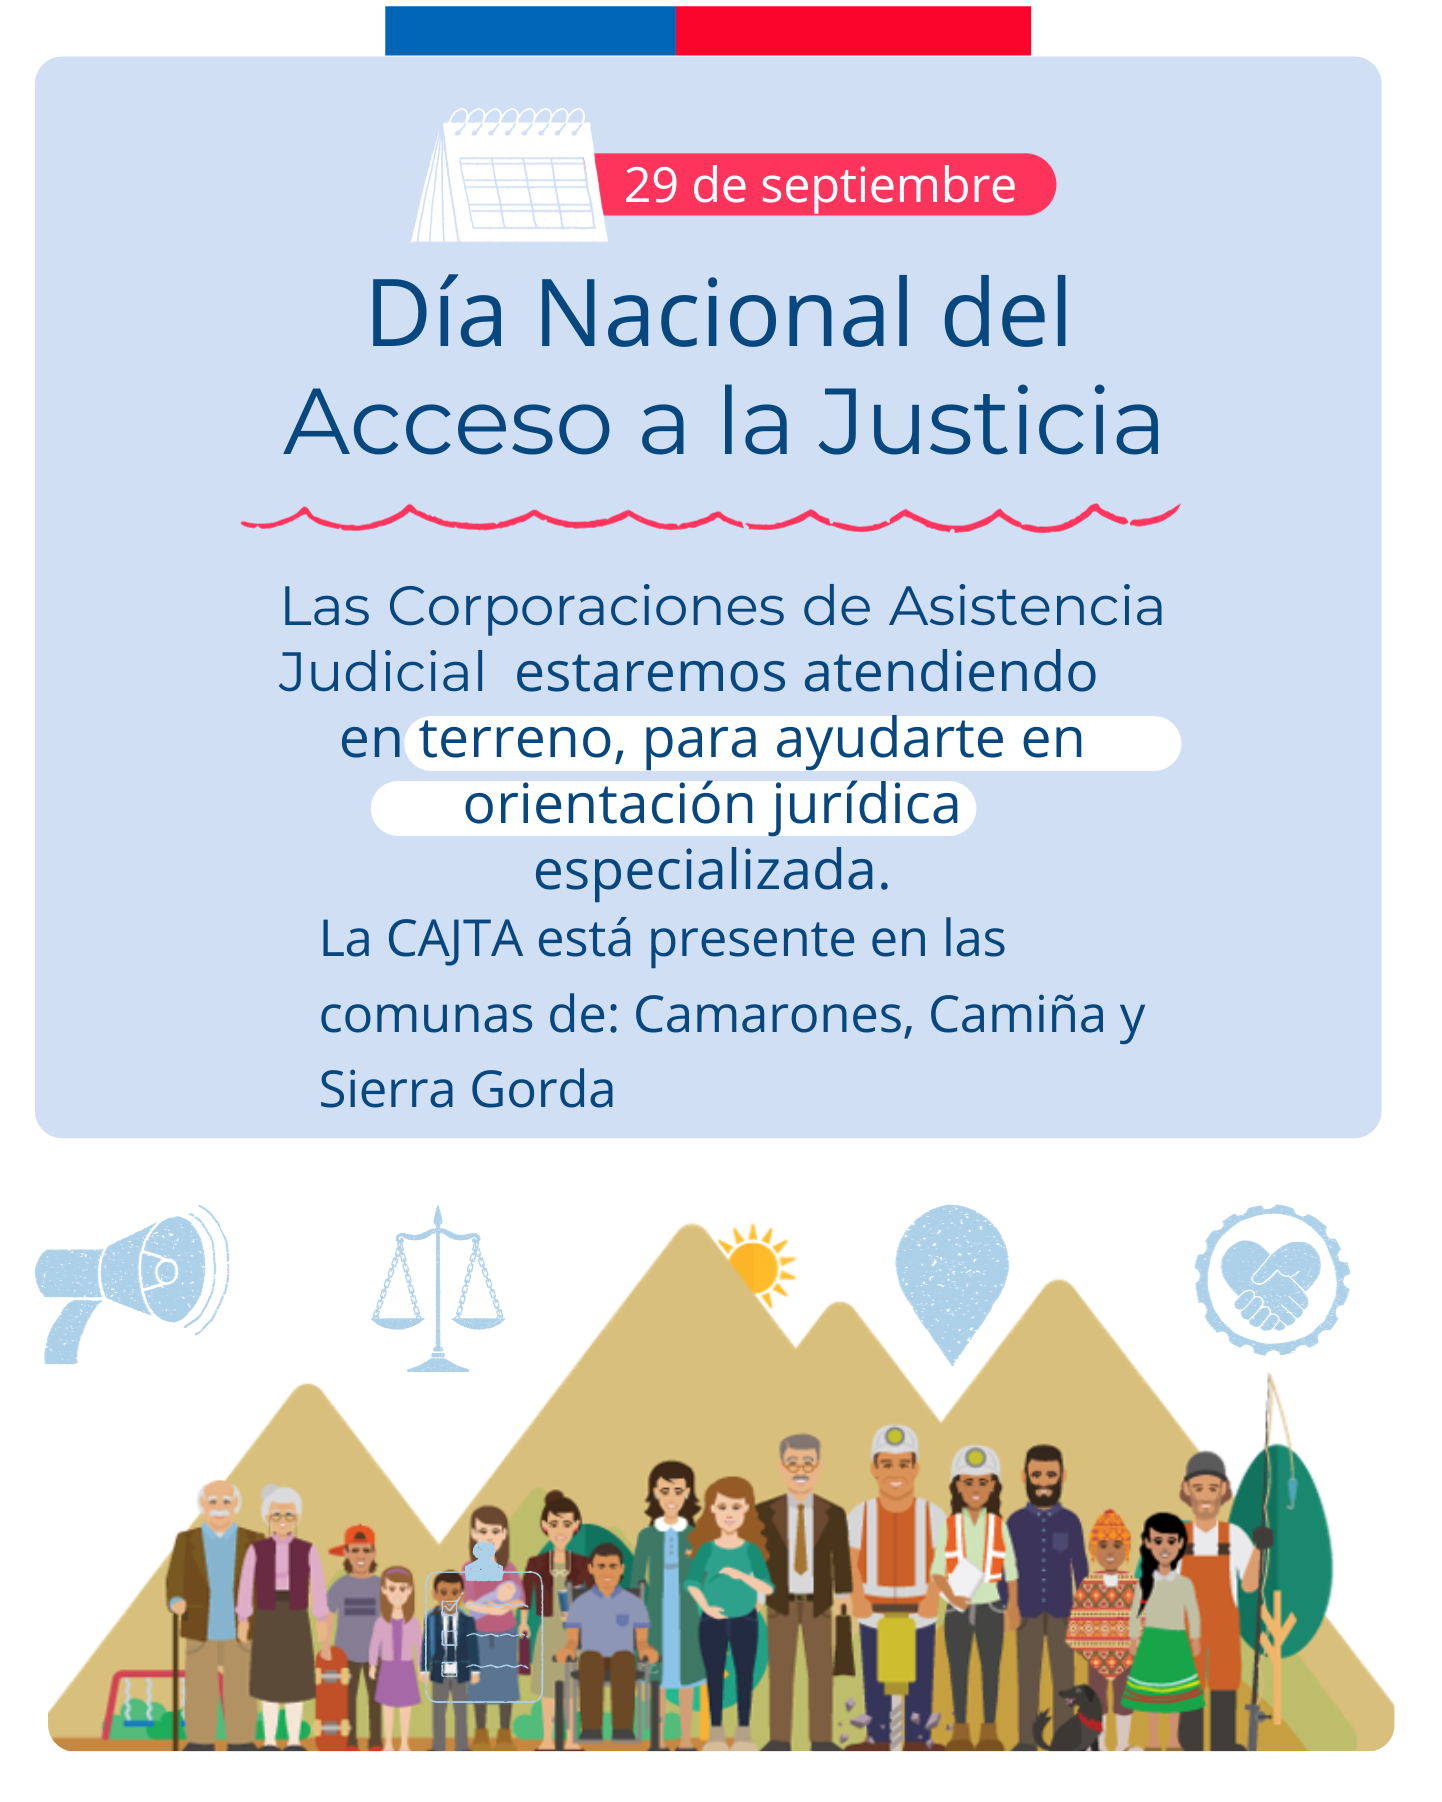 29 de septiembre
Día Nacional del
Acceso a la Justicia
Las Corporaciones de Asistencia
Judicial estaremos atendiendo
en terreno, para ayudarte en
orientación jurídica
especializada.
La CAJTA está presente en las
comunas de: Camarones, Camiña y
Sierra Gorda